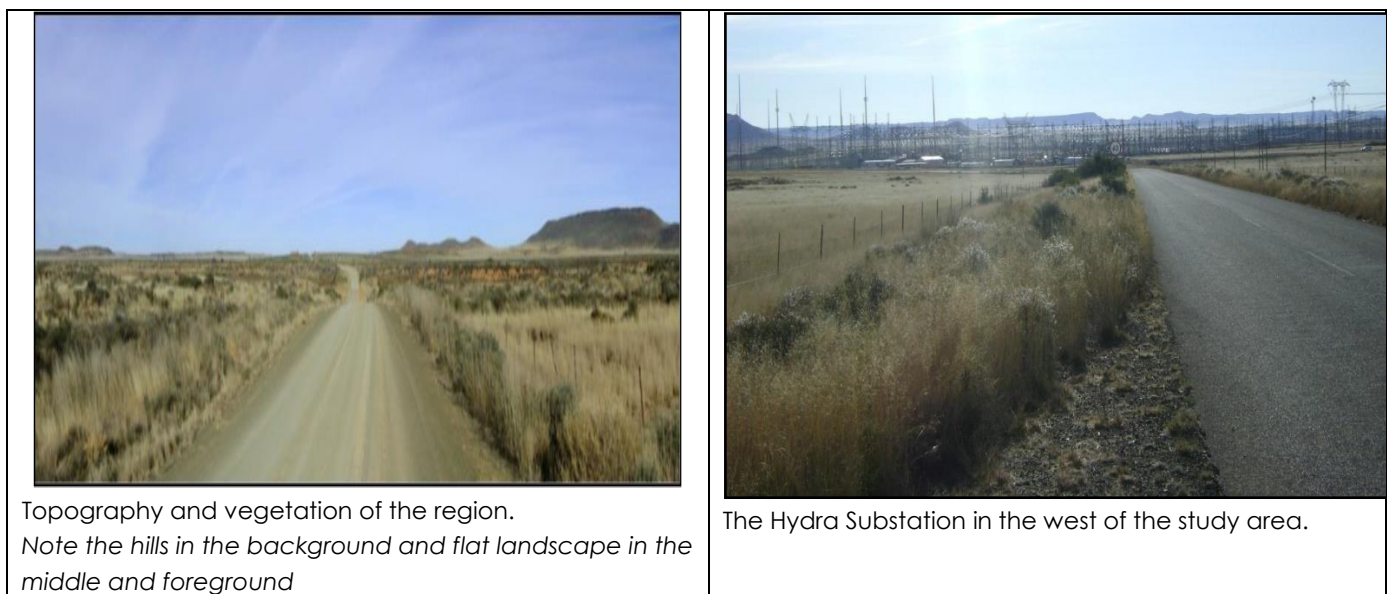 Topography and vegetation of the region.
Note the hills in the background and flat landscape in the
middle and foreground
The Hydra Substation in the west of the study area.